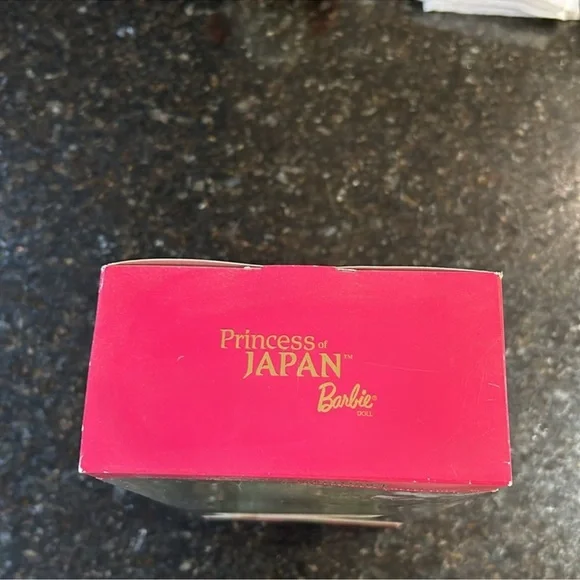 Princess of
JAPAN™
Barbie®
DOLL